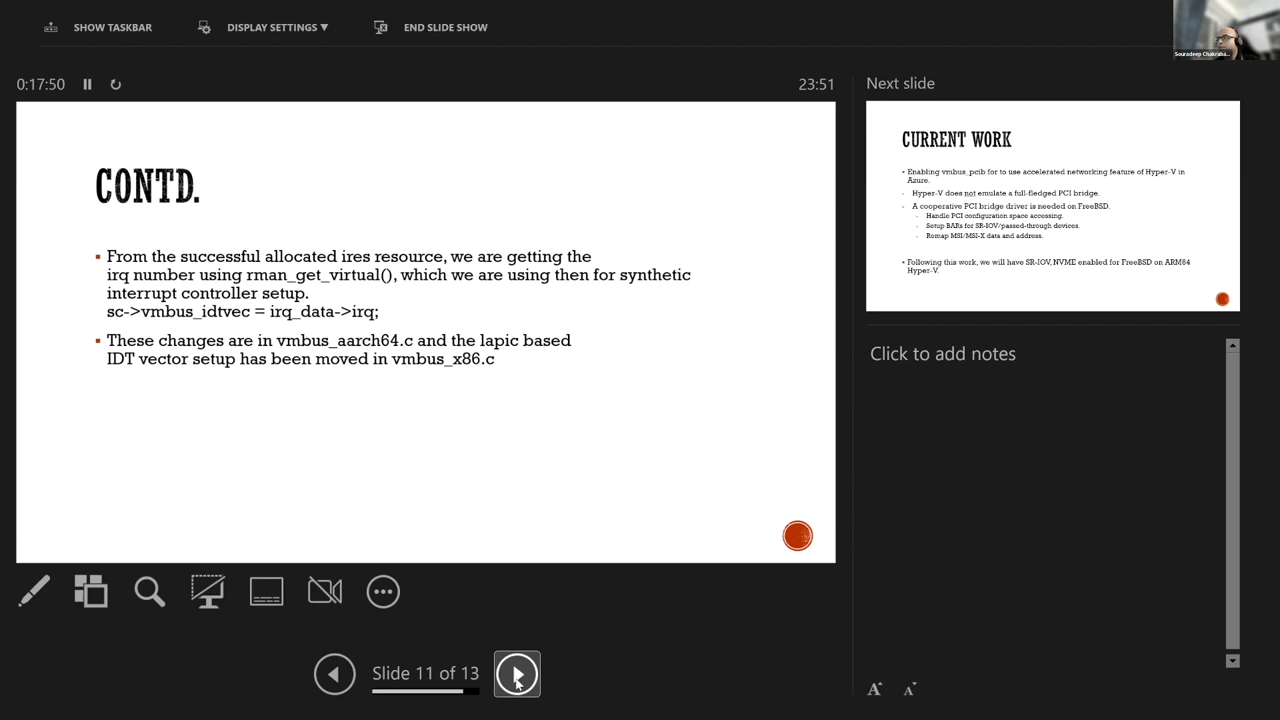 SHOW TASKBAR
DISPLAY SETTINGS ▼
END SLIDE SHOW
Souradeep Chakraba...
0:17:50
23:51
CONTD.
▪ From the successful allocated ires resource, we are getting the
irq number using rman_get_virtual(), which we are using then for synthetic
interrupt controller setup.
sc->vmbus_idtvec = irq_data->irq;
▪ These changes are in vmbus_aarch64.c and the lapic based
IDT vector setup has been moved in vmbus_x86.c
Slide 11 of 13
Next slide
CURRENT WORK
▪ Enabling vmbus_pcib for to use accelerated networking feature of Hyper-V in
Azure.
- Hyper-V does not emulate a full-fledged PCI bridge.
- A cooperative PCI bridge driver is needed on FreeBSD.
- Handle PCI configuration space accessing.
- Setup BARs for SR-IOV/passed-through devices.
- Remap MSI/MSI-X data and address.
▪ Following this work, we will have SR-IOV, NVME enabled for FreeBSD on ARM64
Hyper-V.
Click to add notes
A A